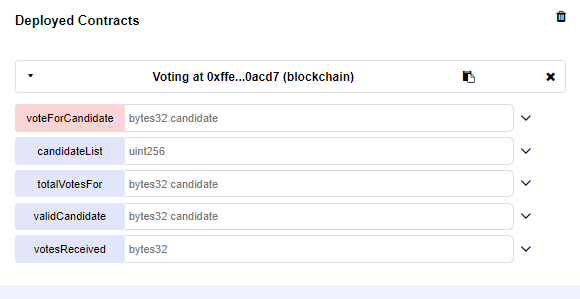 Deployed Contracts
Voting at 0xffe...0acd7 (blockchain)
voteForCandidate bytes32 candidate
candidateList uint256
totalVotesFor bytes32 candidate
validCandidate bytes32 candidate
votesReceived bytes32